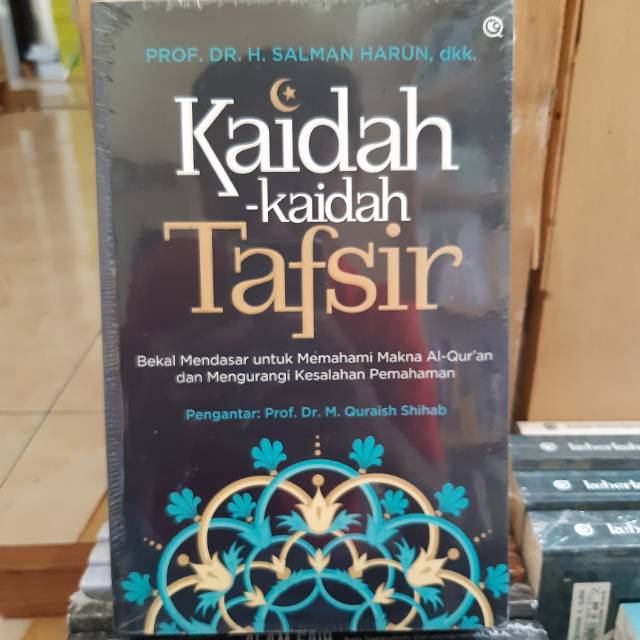 PROF. DR. H. SALMAN HARUN, dkk.
Kaidah
-kaidah
Tafsir
Bekal Mendasar untuk Memahami Makna Al-Qur'an
dan Mengurangi Kesalahan Pemahaman
Pengantar: Prof. Dr. M. Quraish Shihab